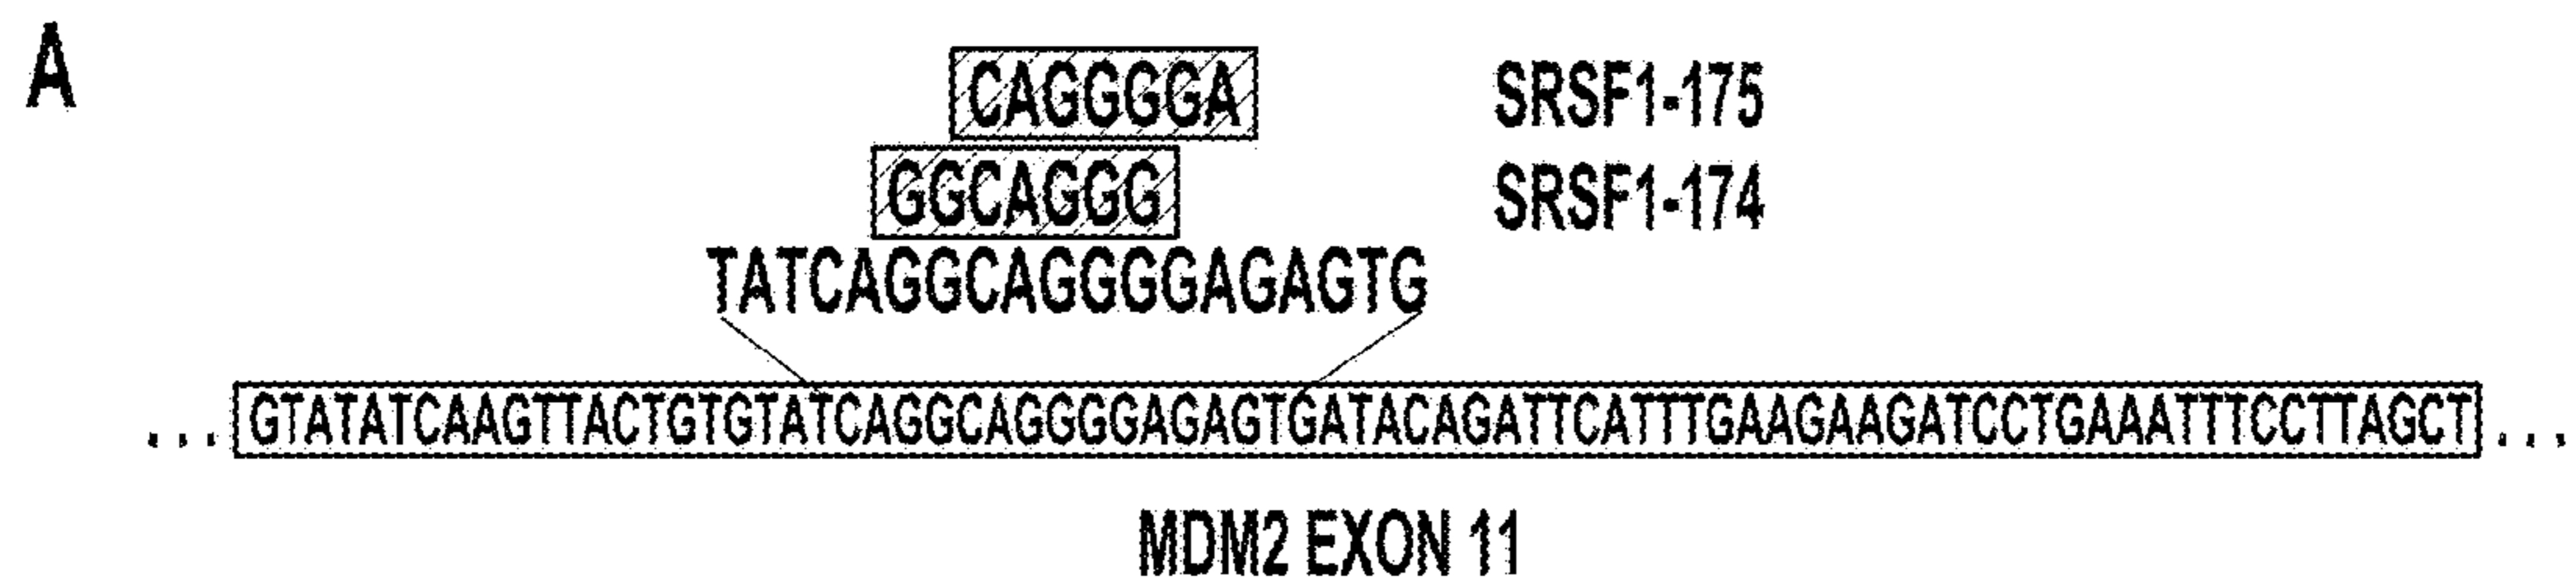 A
CAGGGGA SRSF1-175
GGCAGGG SRSF1-174
TATCAGGCAGGGGAGAGTG
...GTATATCAAGTTACTGTGTATCAGGCAGGGGAGAGTGATACAGATTCATTTGAAGAAGATCCTGAAATTTCCTTAGCT...
MDM2 EXON 11